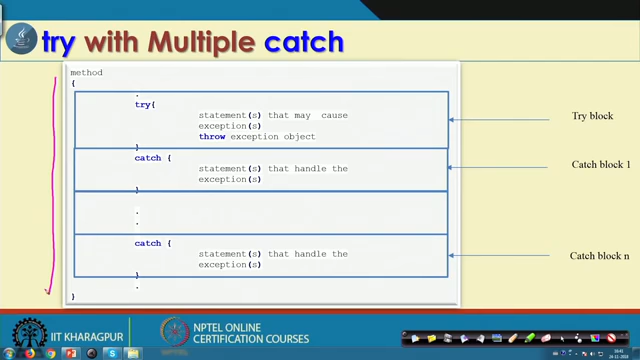 try with Multiple catch
method
{
.
try{
statement(s) that may cause
exception(s)
throw exception object
}
catch {
statement(s) that handle the
exception(s)
}
.
.
catch {
statement(s) that handle the
exception(s)
}
.
}
Try block
Catch block 1
Catch block n
IIT KHARAGPUR
NPTEL ONLINE
CERTIFICATION COURSES
NPTEL